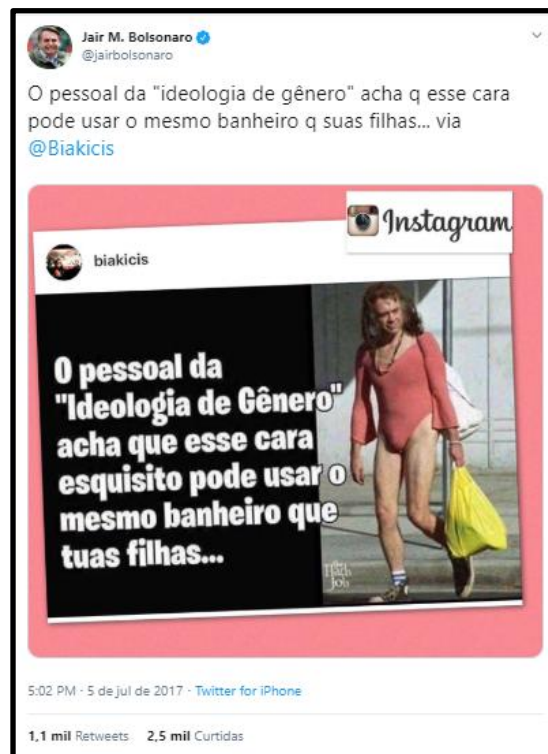 Jair M. Bolsonaro
@jairbolsonaro
O pessoal da "ideologia de gênero" acha q esse cara
pode usar o mesmo banheiro q suas filhas... via
@Biakicis
Instagram
biakicis
O pessoal da
"Ideologia de Gênero"
acha que esse cara
esquisito pode usar o
mesmo banheiro que
tuas filhas...
5:02 PM · 5 de jul de 2017 · Twitter for iPhone
1,1 mil Retweets 2,5 mil Curtidas